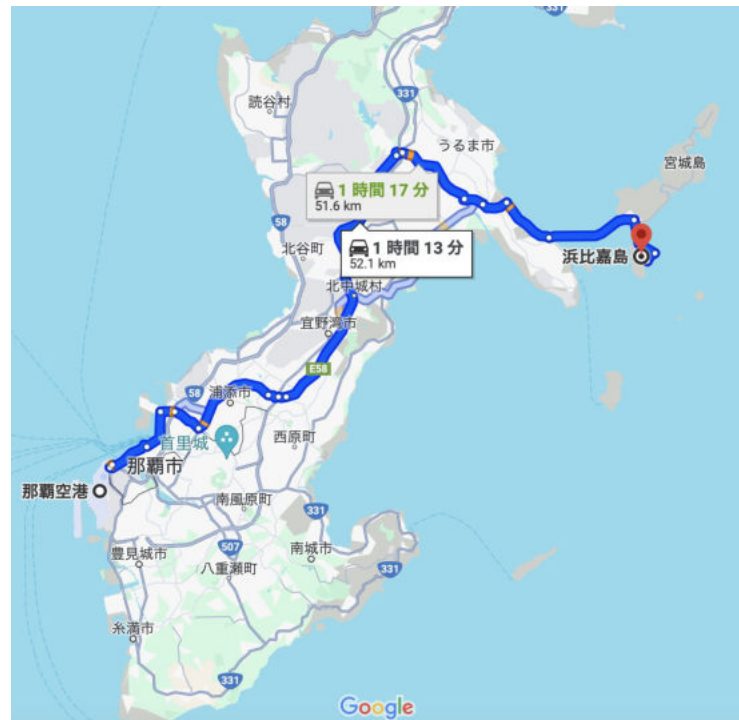 331
読谷村
331
うるま市
宮城島
1 時間 17 分
51.6 km
58
北谷町
1 時間 13 分
52.1 km
浜比嘉島
北中城村
宜野湾市
E58
58
浦添市
首里城
西原町
那覇市
那覇空港
南風原町
331
507
南城市
豊見城市
八重瀬町
331
糸満市
331
Google